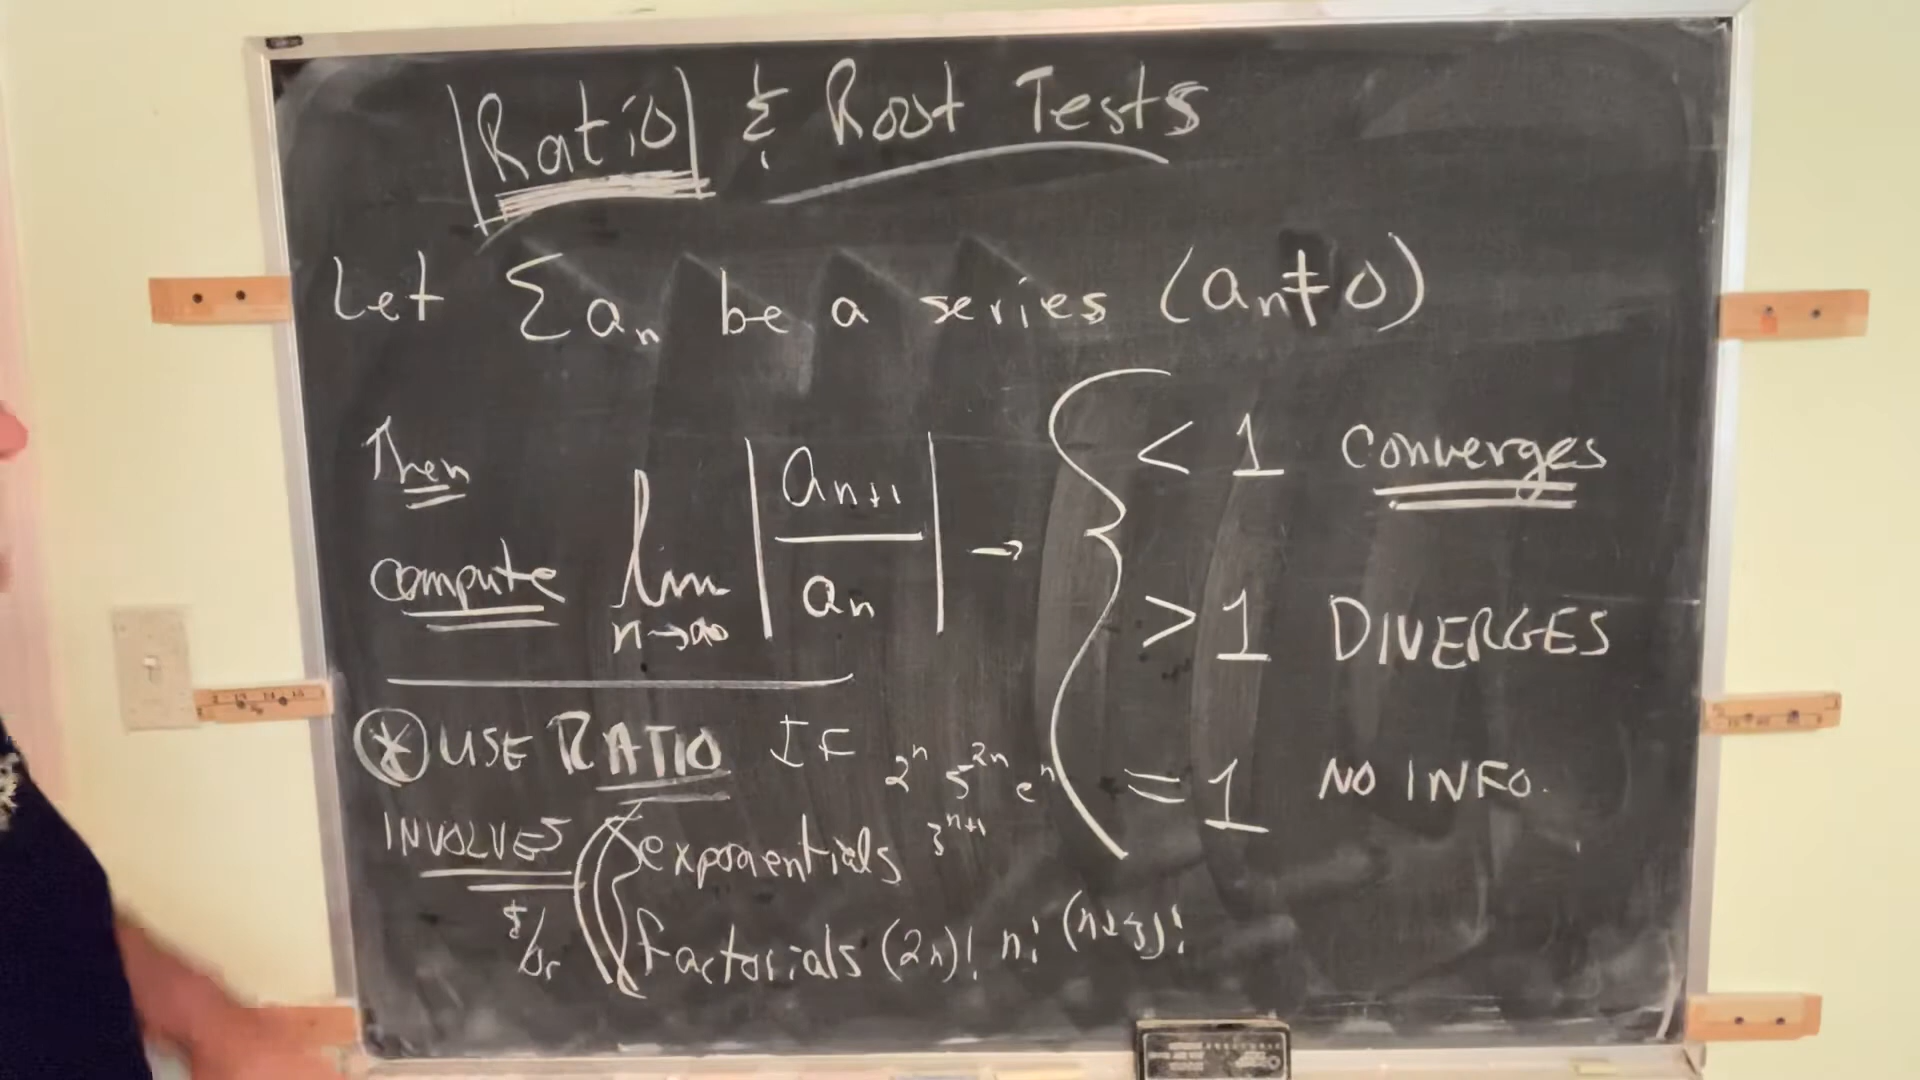 Ratio & Root Tests
Let Σ aₙ be a series (aₙ ≠ 0)
Then
compute lim n→∞ | aₙ₊₁ / aₙ | → {
< 1 Converges
> 1 DIVERGES
= 1 NO INFO.
⊛ USE RATIO IF
INVOLVES
&/or
exponentials 2ⁿ 5²ⁿ eⁿ 3ⁿ⁺¹
factorials (2n)! n! (n+3)!